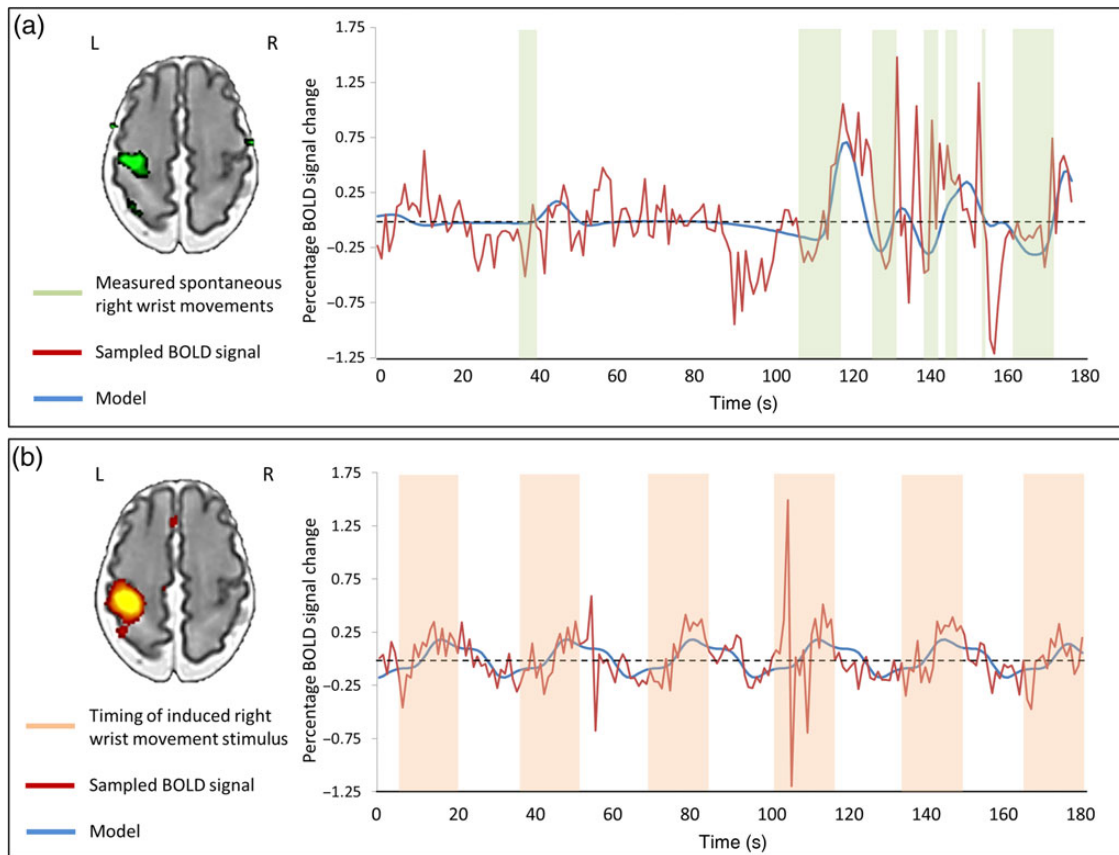 (a)
L
R
Measured spontaneous
right wrist movements
Sampled BOLD signal
Model
Percentage BOLD signal change
1.75
1.25
0.75
0.25
−0.25
−0.75
−1.25
0 20 40 60 80 100 120 140 160 180
Time (s)
(b)
L
R
Timing of induced right
wrist movement stimulus
Sampled BOLD signal
Model
Percentage BOLD signal change
1.75
1.25
0.75
0.25
−0.25
−0.75
−1.25
0 20 40 60 80 100 120 140 160 180
Time (s)